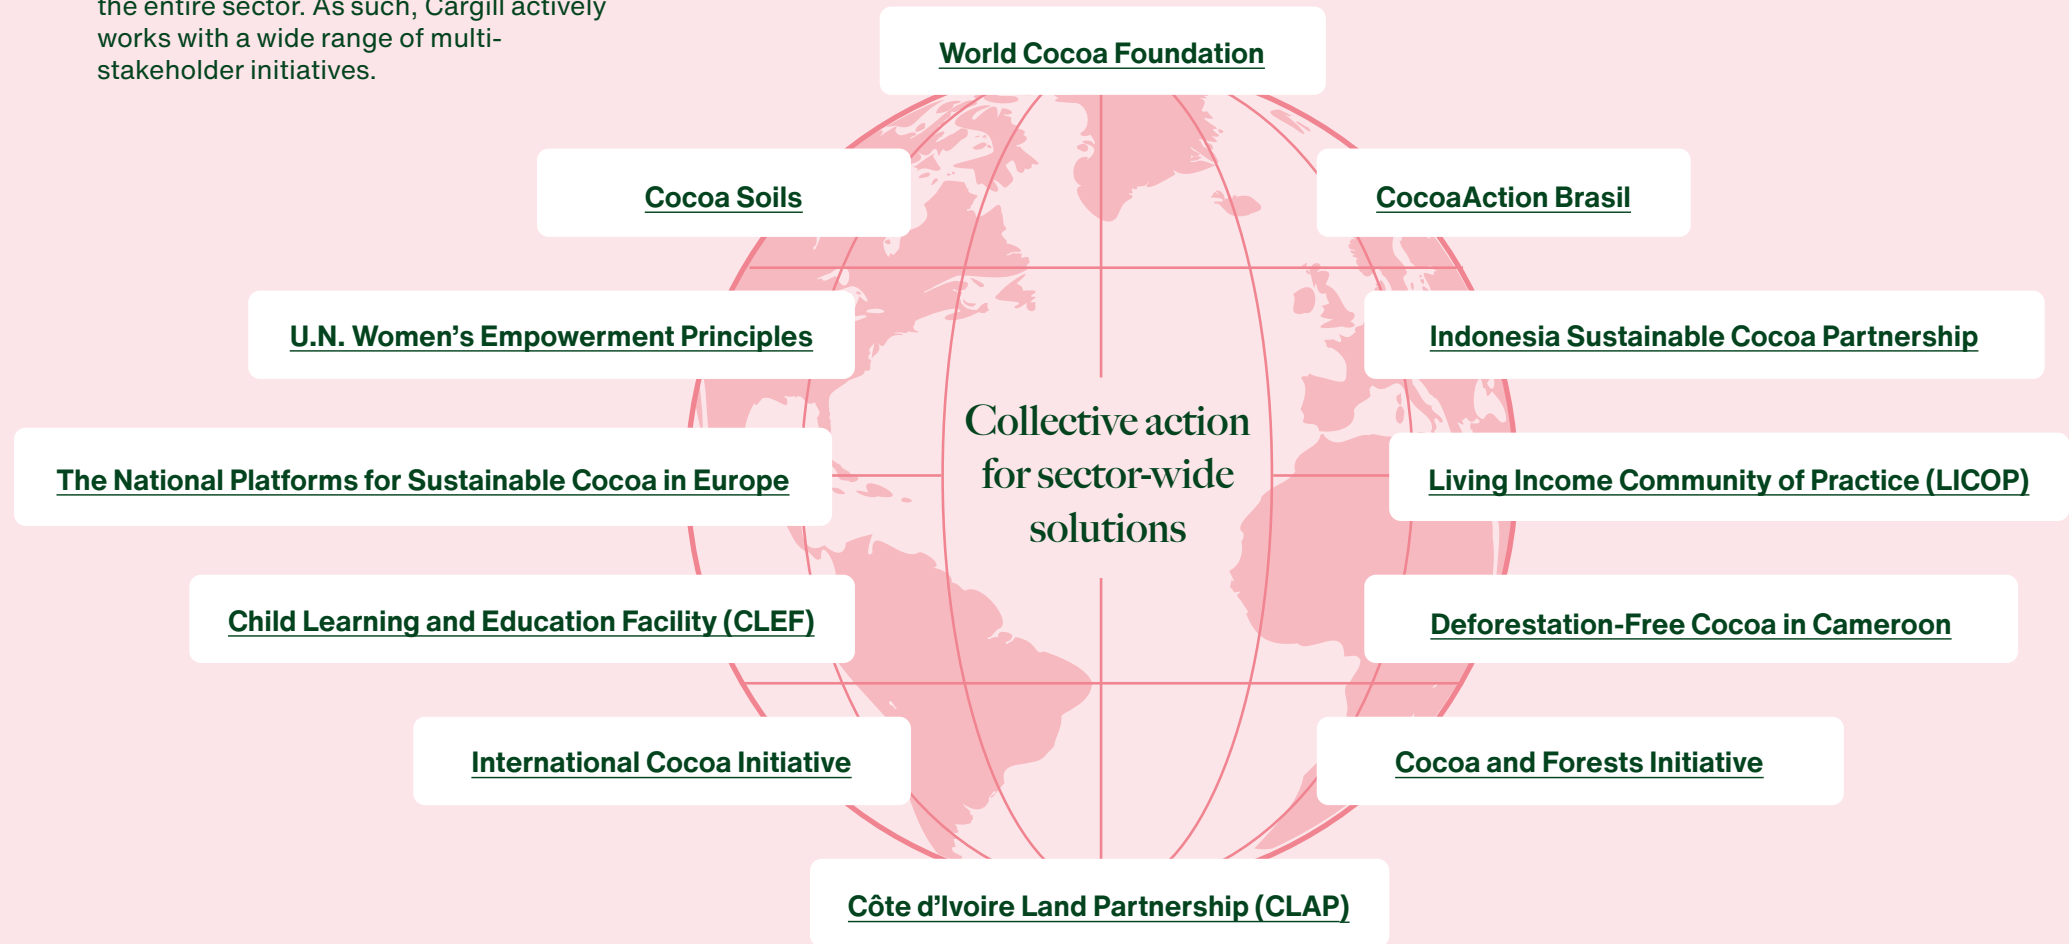 the entire sector. As such, Cargill actively
works with a wide range of multi-
stakeholder initiatives.
World Cocoa Foundation
Cocoa Soils
CocoaAction Brasil
U.N. Women’s Empowerment Principles
Indonesia Sustainable Cocoa Partnership
Collective action
for sector-wide
solutions
The National Platforms for Sustainable Cocoa in Europe
Living Income Community of Practice (LICOP)
Child Learning and Education Facility (CLEF)
Deforestation-Free Cocoa in Cameroon
International Cocoa Initiative
Cocoa and Forests Initiative
Côte d’Ivoire Land Partnership (CLAP)